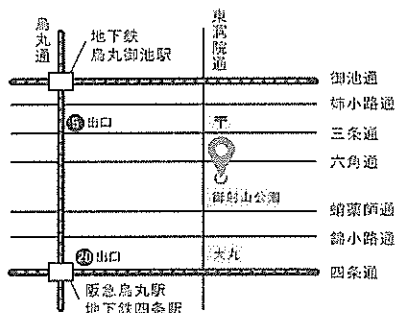 烏丸通
地下鉄
烏丸御池駅
東洞院通
御池通
姉小路通
出口
〒
三条通
六角通
御射山公園
蛸薬師通
錦小路通
⑳出口
大丸
四条通
阪急烏丸駅
地下鉄四条駅